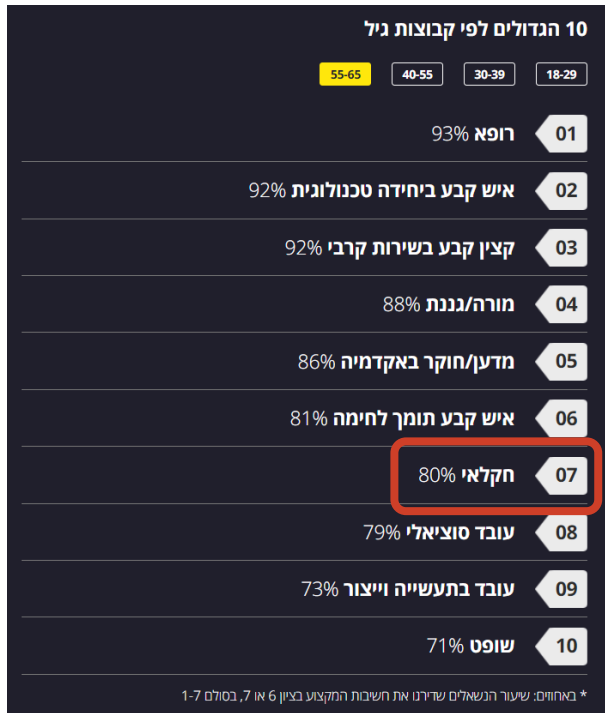 10 הגדולים לפי קבוצות גיל
18-29 30-39 40-55 55-65
01 רופא 93%
02 איש קבע ביחידה טכנולוגית 92%
03 קצין קבע בשירות קרבי 92%
04 מורה/גננת 88%
05 מדען/חוקר באקדמיה 86%
06 איש קבע תומך לחימה 81%
07 חקלאי 80%
08 עובד סוציאלי 79%
09 עובד בתעשייה וייצור 73%
10 שופט 71%
* באחוזים: שיעור הנשאלים שדירגו את חשיבות המקצוע בציון 6 או 7, בסולם 1-7